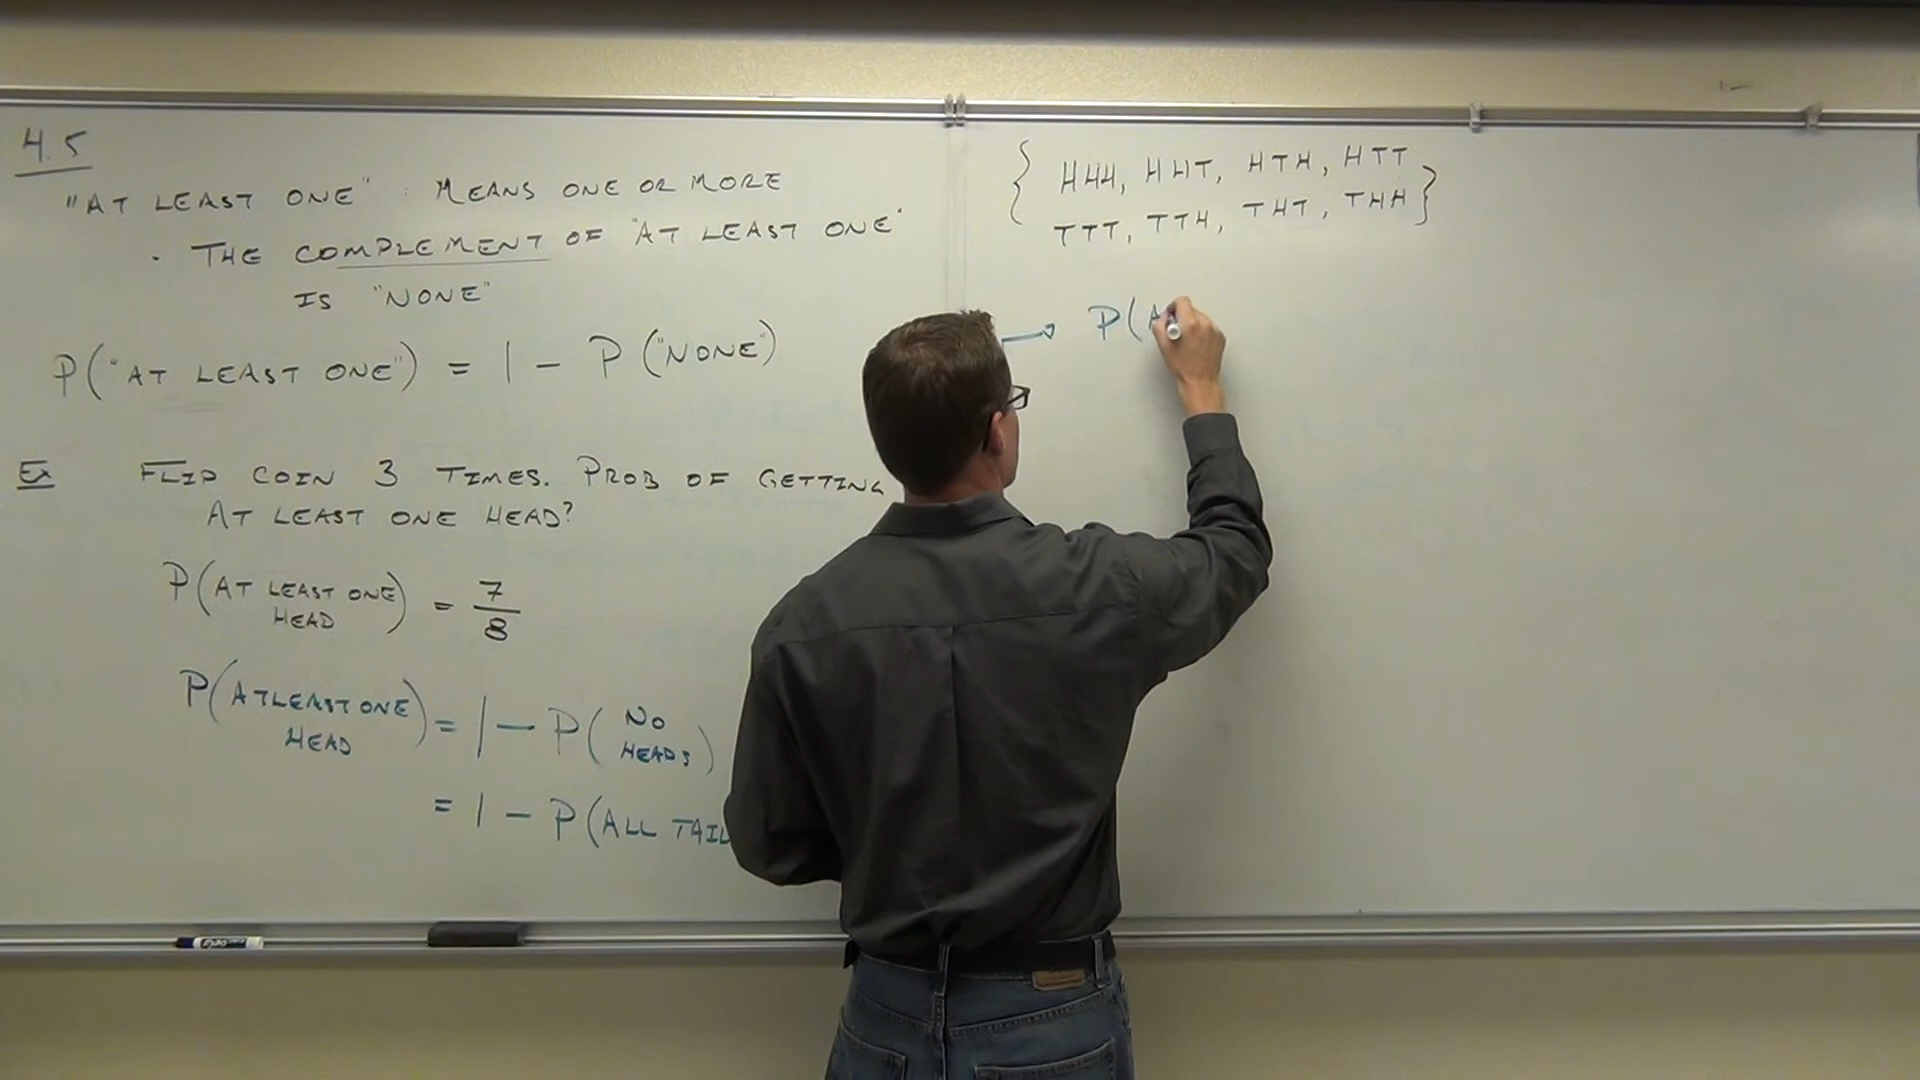 4.5
"AT LEAST ONE" : MEANS ONE OR MORE
· THE COMPLEMENT OF "AT LEAST ONE"
IS "NONE"
P("AT LEAST ONE") = 1 - P("NONE")
EX FLIP COIN 3 TIMES. PROB OF GETTING
AT LEAST ONE HEAD?
P(AT LEAST ONE HEAD) = 7/8
P(AT LEAST ONE HEAD) = 1 - P(NO HEADS)
= 1 - P(ALL TAIL
{ HHH, HHT, HTH, HTT
TTT, TTH, THT, THH }
→ P(A